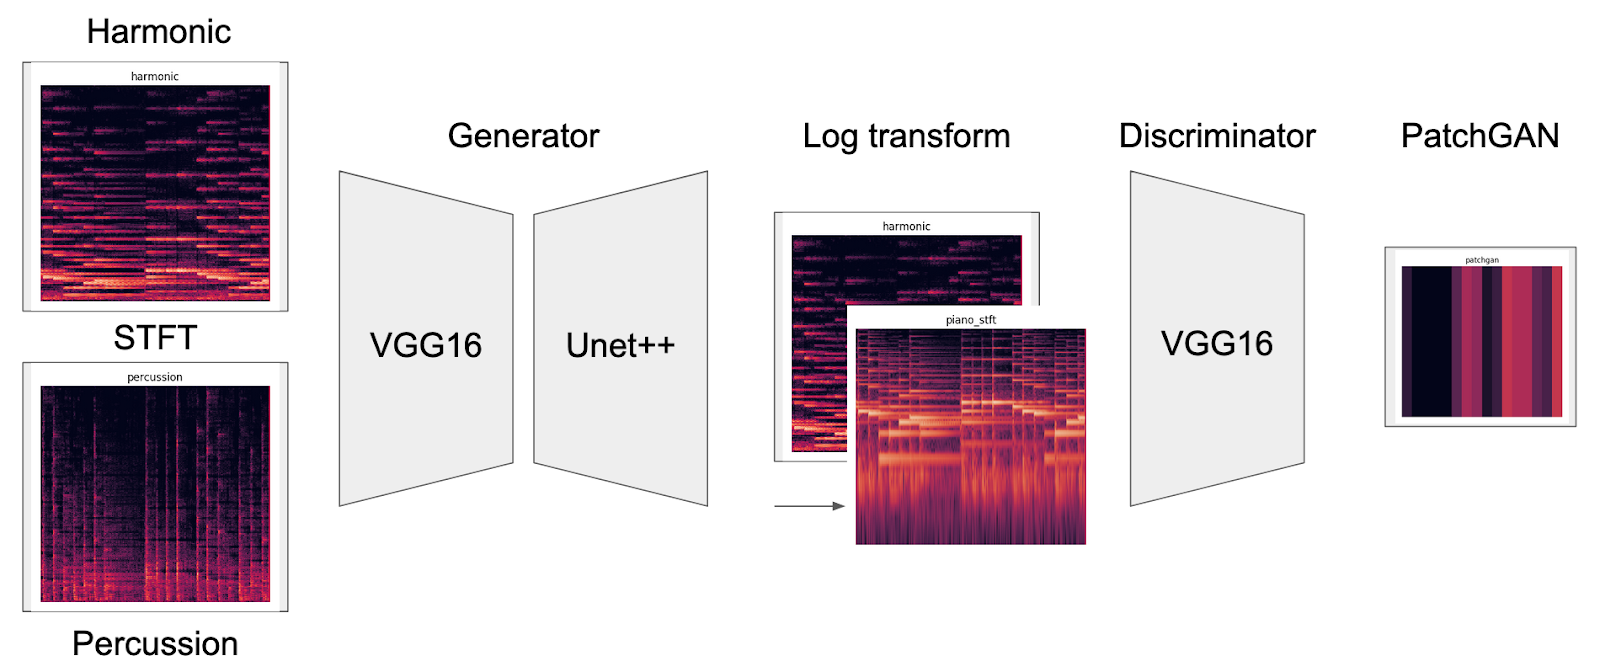 Harmonic
harmonic
STFT
percussion
Percussion
Generator
VGG16
Unet++
Log transform
harmonic
piano_stft
Discriminator
VGG16
PatchGAN
patchgan